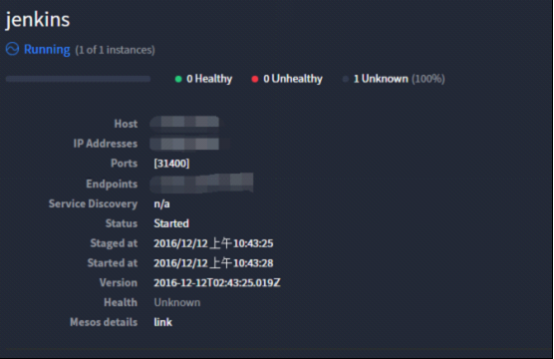 jenkins
Running (1 of 1 instances)
0 Healthy 0 Unhealthy 1 Unknown (100%)
Host
IP Addresses
Ports [31400]
Endpoints
Service Discovery n/a
Status Started
Staged at 2016/12/12 上午10:43:25
Started at 2016/12/12 上午10:43:28
Version 2016-12-12T02:43:25.019Z
Health Unknown
Mesos details link